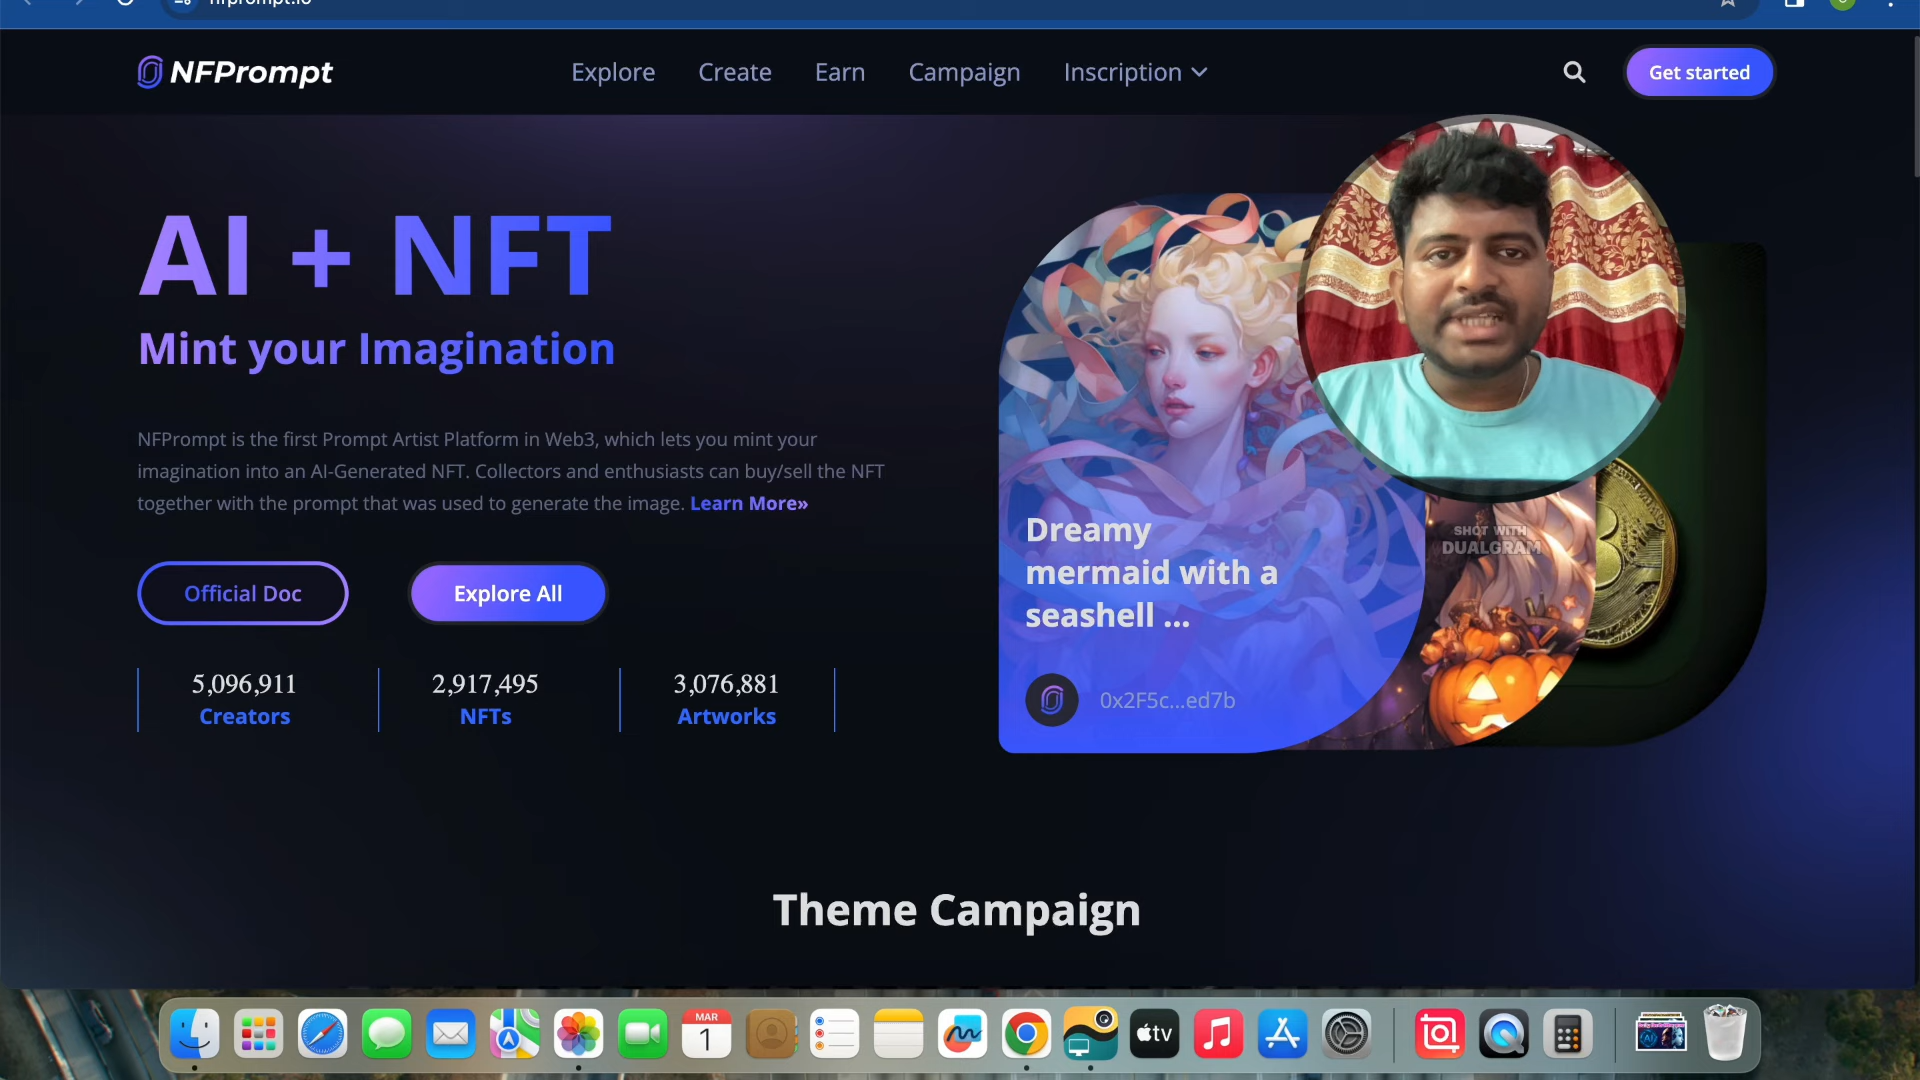 NFPrompt
Explore
Create
Earn
Campaign
Inscription
Get started
AI + NFT
Mint your Imagination
NFPrompt is the first Prompt Artist Platform in Web3, which lets you mint your
imagination into an AI-Generated NFT. Collectors and enthusiasts can buy/sell the NFT
together with the prompt that was used to generate the image. Learn More»
Official Doc
Explore All
5,096,911
Creators
2,917,495
NFTs
3,076,881
Artworks
Dreamy
mermaid with a
seashell ...
0x2F5c...ed7b
SHOT WITH
DUALGRAM
Theme Campaign
MAR
1
tv